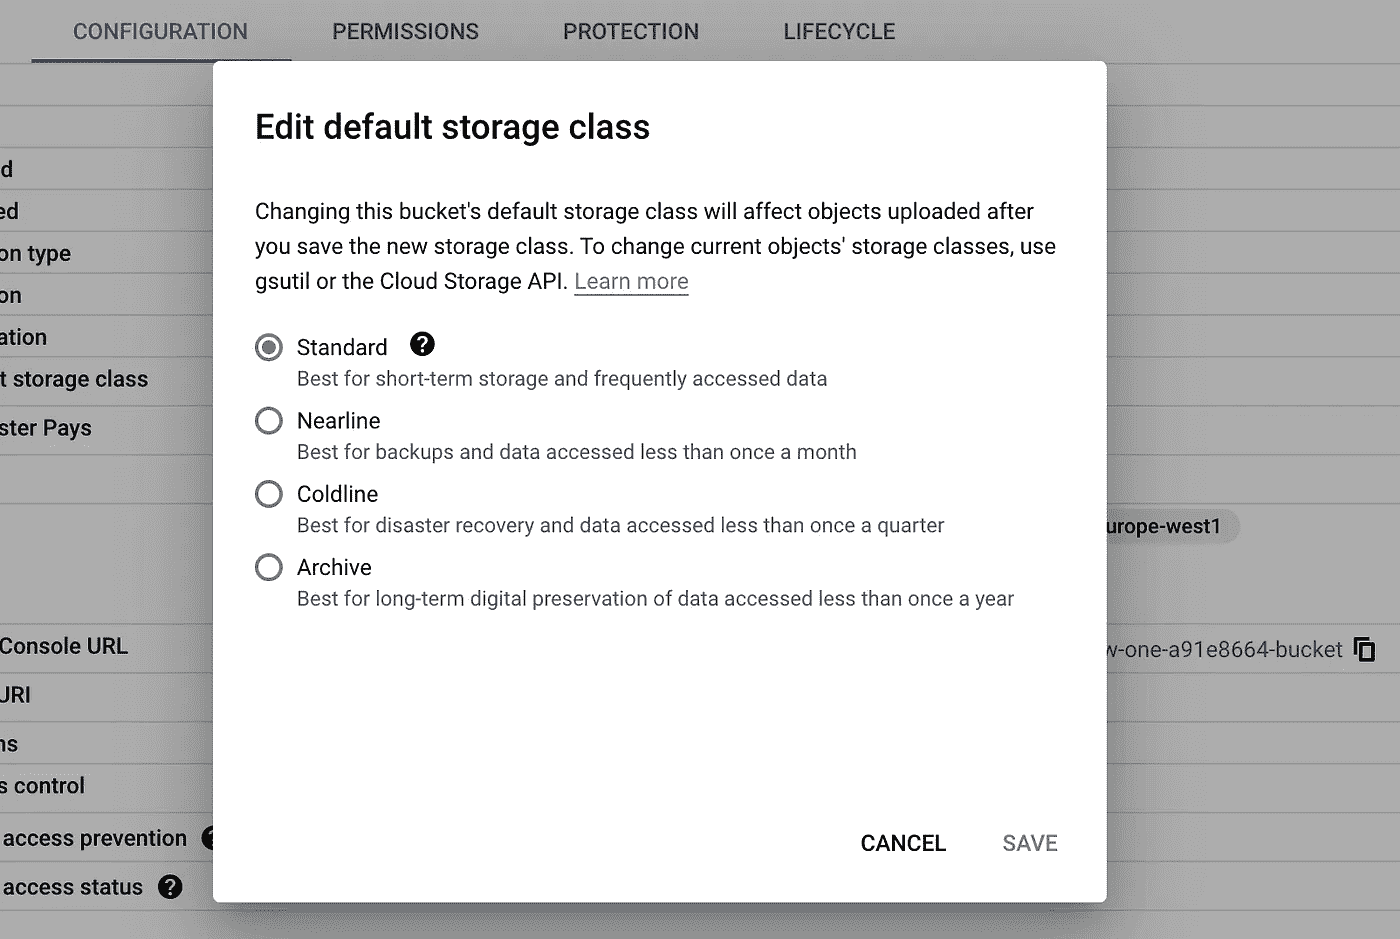 CONFIGURATION PERMISSIONS PROTECTION LIFECYCLE
Edit default storage class
Changing this bucket's default storage class will affect objects uploaded after
you save the new storage class. To change current objects' storage classes, use
gsutil or the Cloud Storage API. Learn more
Standard ?
Best for short-term storage and frequently accessed data
Nearline
Best for backups and data accessed less than once a month
Coldline
Best for disaster recovery and data accessed less than once a quarter
Archive
Best for long-term digital preservation of data accessed less than once a year
CANCEL SAVE
d
ed
on type
on
ation
t storage class
ster Pays
urope-west1
Console URL
w-one-a91e8664-bucket
URI
ns
s control
access prevention ?
access status ?